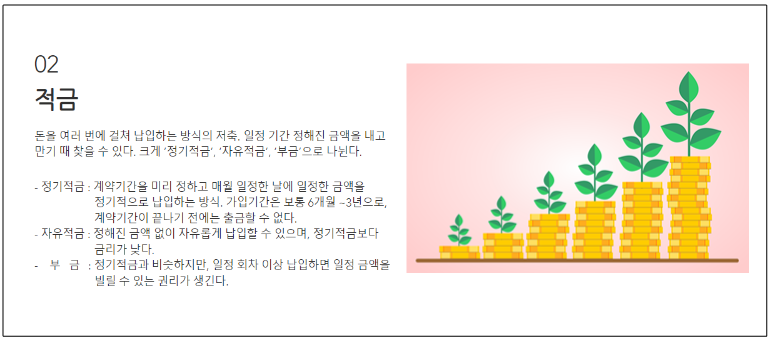 02
적금
돈을 여러 번에 걸쳐 납입하는 방식의 저축. 일정 기간 정해진 금액을 내고
만기 때 찾을 수 있다. 크게 '정기적금', '자유적금', '부금'으로 나뉜다.
- 정기적금 : 계약기간을 미리 정하고 매월 일정한 날에 일정한 금액을
정기적으로 납입하는 방식. 가입기간은 보통 6개월 ~3년으로,
계약기간이 끝나기 전에는 출금할 수 없다.
- 자유적금 : 정해진 금액 없이 자유롭게 납입할 수 있으며, 정기적금보다
금리가 낮다.
- 부 금 : 정기적금과 비슷하지만, 일정 회차 이상 납입하면 일정 금액을
빌릴 수 있는 권리가 생긴다.